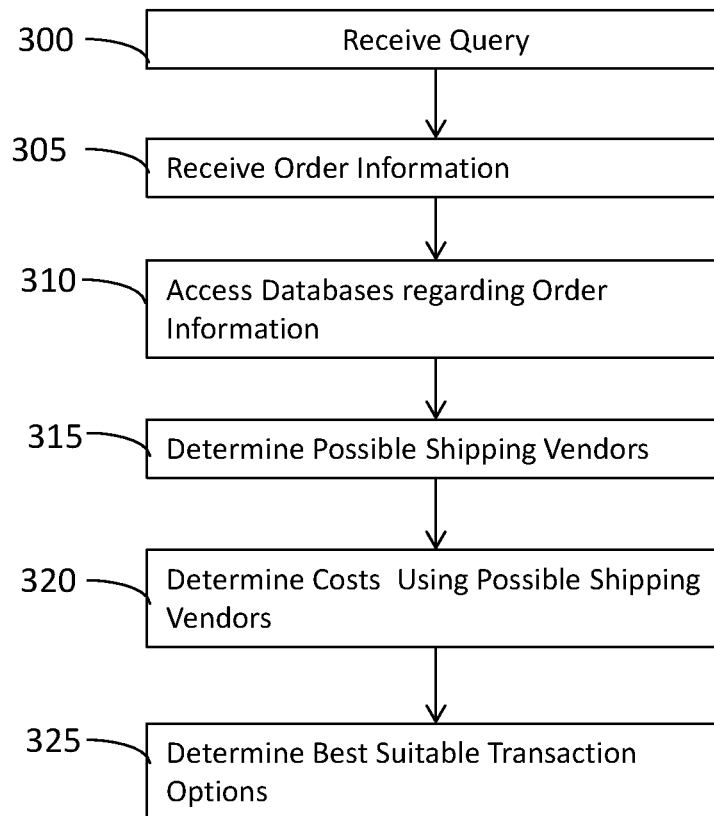 300
Receive Query
305
Receive Order Information
310
Access Databases regarding Order
Information
315
Determine Possible Shipping Vendors
320
Determine Costs Using Possible Shipping
Vendors
325
Determine Best Suitable Transaction
Options